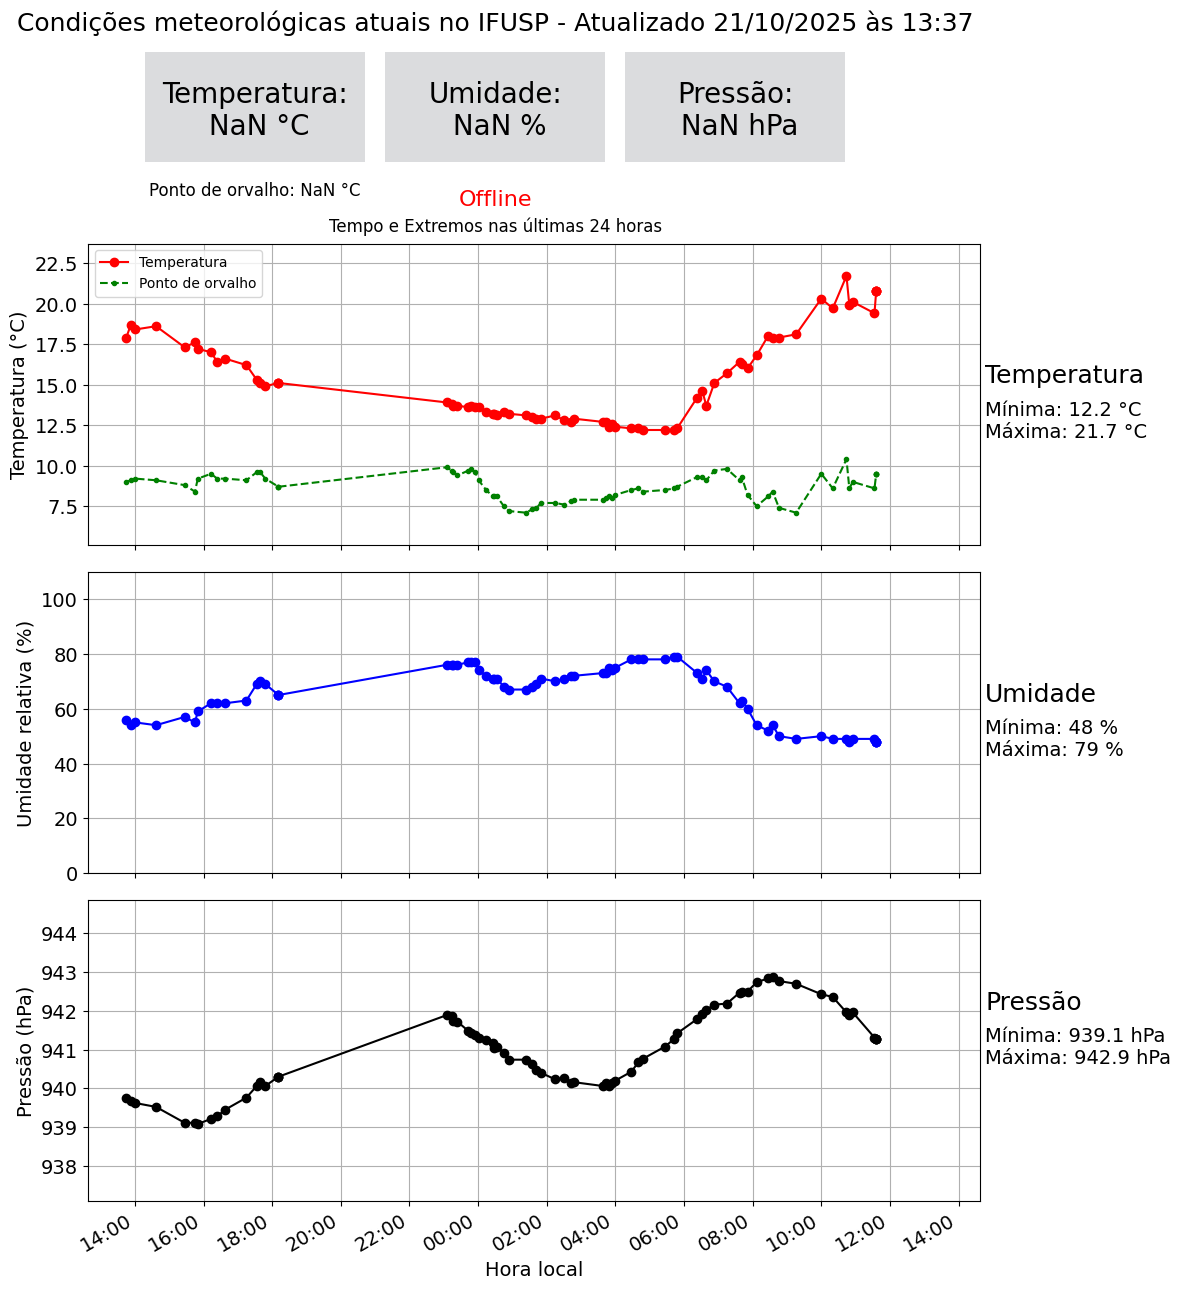 Condições meteorológicas atuais no IFUSP - Atualizado 21/10/2025 às 13:37
Temperatura:
NaN °C
Umidade:
NaN %
Pressão:
NaN hPa
Ponto de orvalho: NaN °C
Offline
Tempo e Extremos nas últimas 24 horas
Temperatura (°C)
22.5
20.0
17.5
15.0
12.5
10.0
7.5
Temperatura
Ponto de orvalho
Temperatura
Mínima: 12.2 °C
Máxima: 21.7 °C
Umidade relativa (%)
100
80
60
40
20
0
Umidade
Mínima: 48 %
Máxima: 79 %
Pressão (hPa)
944
943
942
941
940
939
938
Pressão
Mínima: 939.1 hPa
Máxima: 942.9 hPa
14:00
16:00
18:00
20:00
22:00
00:00
02:00
04:00
06:00
08:00
10:00
12:00
14:00
Hora local